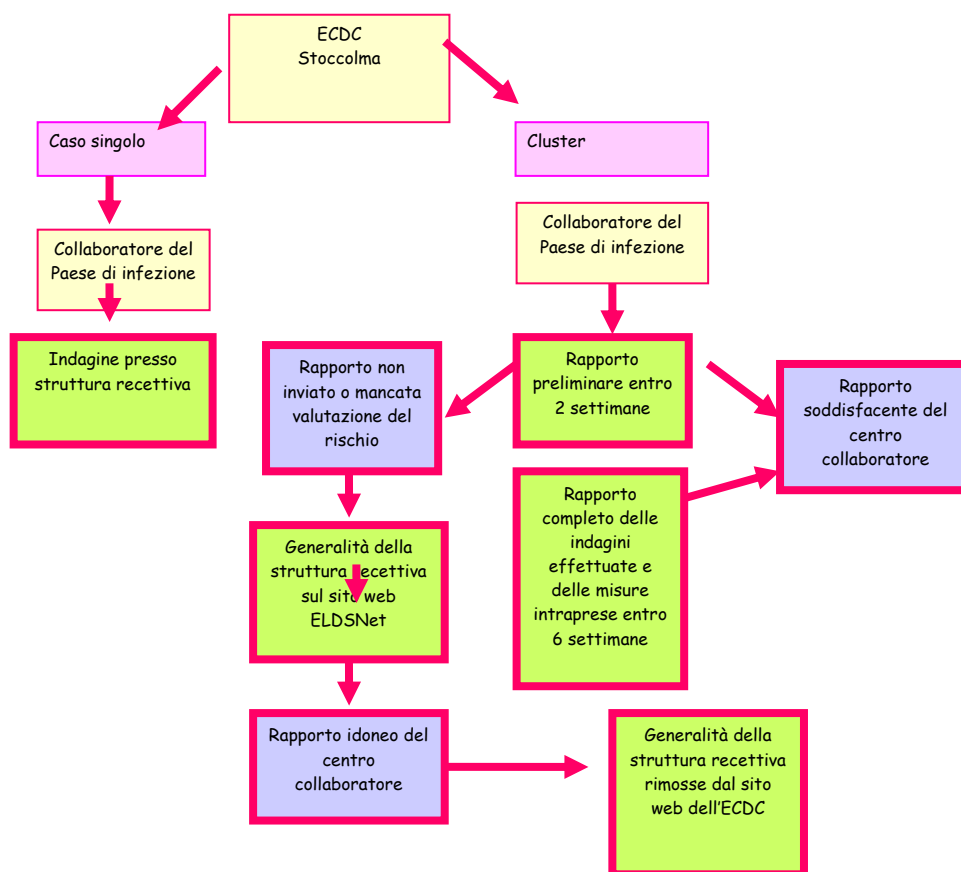 ECDC
Stoccolma
Caso singolo
Cluster
Collaboratore del
Paese di infezione
Collaboratore del
Paese di infezione
Indagine presso
struttura recettiva
Rapporto non
inviato o mancata
valutazione del
rischio
Rapporto
preliminare entro
2 settimane
Rapporto
soddisfacente del
centro
collaboratore
Rapporto
completo delle
indagini
effettuate e
delle misure
intraprese entro
6 settimane
Generalità della
struttura recettiva
sul sito web
ELDSNet
Rapporto idoneo del
centro
collaboratore
Generalità della
struttura recettiva
rimosse dal sito
web dell’ECDC